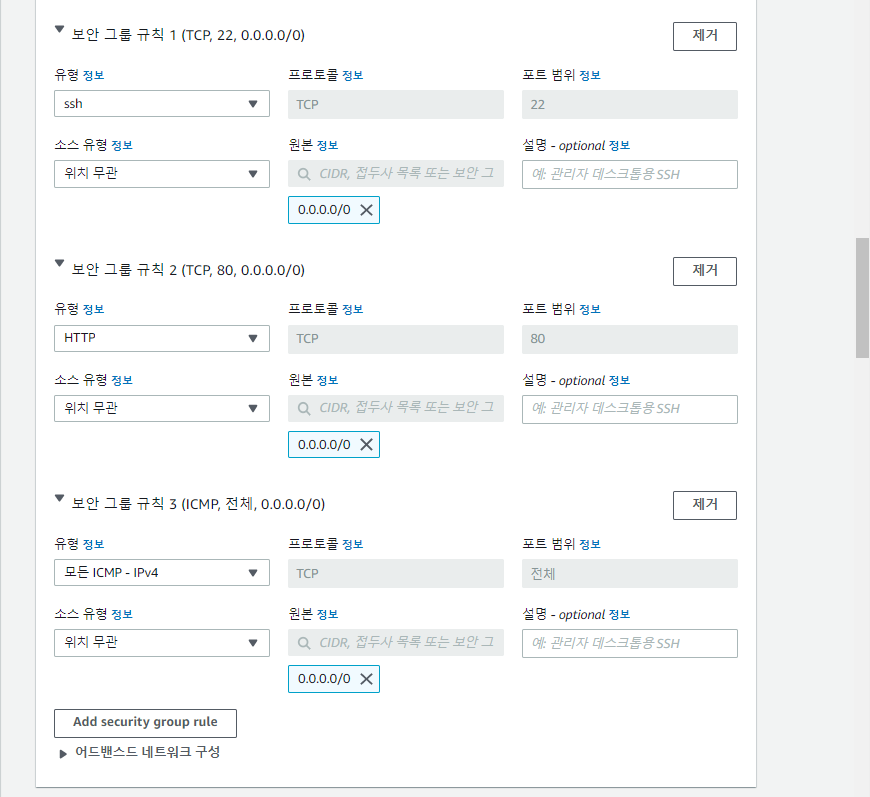 보안 그룹 규칙 1 (TCP, 22, 0.0.0.0/0) 제거
유형 정보 프로토콜 정보 포트 범위 정보
ssh TCP 22
소스 유형 정보 원본 정보 설명 - optional 정보
위치 무관 CIDR, 접두사 목록 또는 보안 그 예: 관리자 데스크톱용 SSH
0.0.0.0/0
보안 그룹 규칙 2 (TCP, 80, 0.0.0.0/0) 제거
유형 정보 프로토콜 정보 포트 범위 정보
HTTP TCP 80
소스 유형 정보 원본 정보 설명 - optional 정보
위치 무관 CIDR, 접두사 목록 또는 보안 그 예: 관리자 데스크톱용 SSH
0.0.0.0/0
보안 그룹 규칙 3 (ICMP, 전체, 0.0.0.0/0) 제거
유형 정보 프로토콜 정보 포트 범위 정보
모든 ICMP - IPv4 TCP 전체
소스 유형 정보 원본 정보 설명 - optional 정보
위치 무관 CIDR, 접두사 목록 또는 보안 그 예: 관리자 데스크톱용 SSH
0.0.0.0/0
Add security group rule
어드밴스드 네트워크 구성